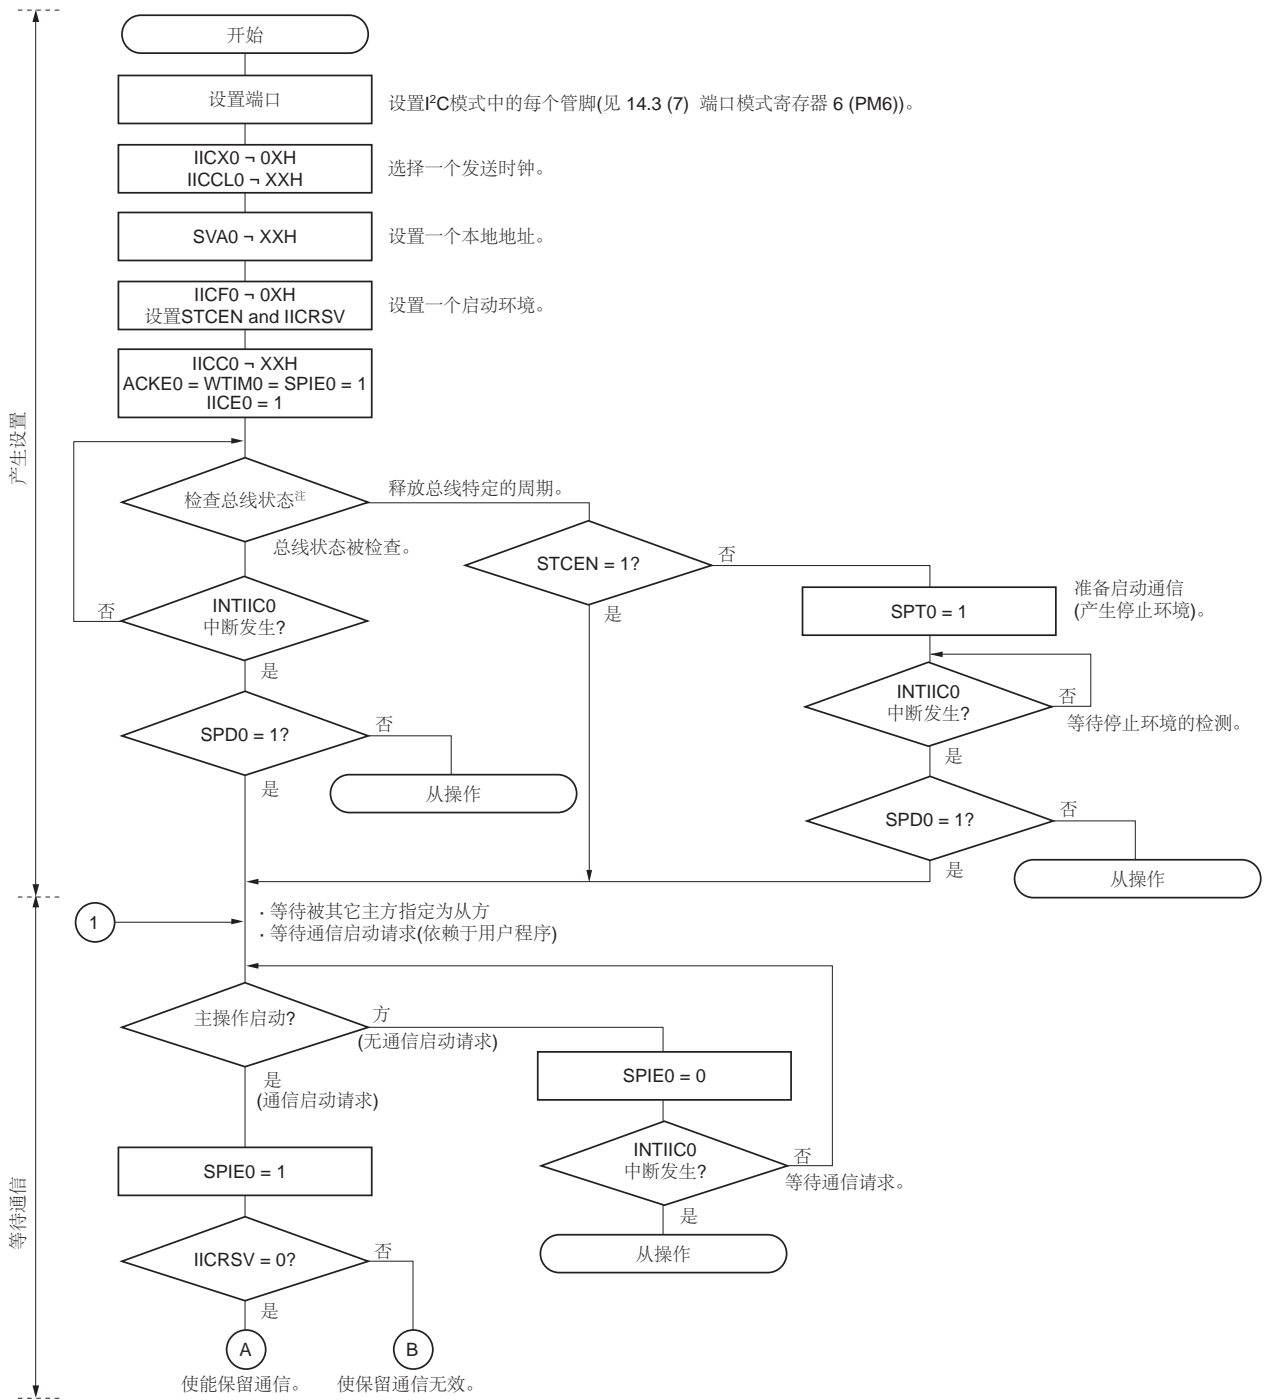 开始
设置端口
设置I²C模式中的每个管脚(见 14.3 (7) 端口模式寄存器 6 (PM6))。
IICX0 ¬ 0XH
IICCL0 ¬ XXH
选择一个发送时钟。
SVA0 ¬ XXH
设置一个本地地址。
IICF0 ¬ 0XH
设置STCEN and IICRSV
设置一个启动环境。
IICC0 ¬ XXH
ACKE0 = WTIM0 = SPIE0 = 1
IICE0 = 1
产生设置
检查总线状态注
释放总线特定的周期。
总线状态被检查。
STCEN = 1?
否
是
SPT0 = 1
准备启动通信
(产生停止环境)。
INTIIC0
中断发生?
否
是
INTIIC0
中断发生?
否
等待停止环境的检测。
是
SPD0 = 1?
否
是
从操作
SPD0 = 1?
否
是
从操作
1
· 等待被其它主方指定为从方
· 等待通信启动请求(依赖于用户程序)
主操作启动?
方
(无通信启动请求)
是
(通信启动请求)
SPIE0 = 0
INTIIC0
中断发生?
否
等待通信请求。
是
从操作
SPIE0 = 1
等待通信
IICRSV = 0?
否
是
A
B
使能保留通信。
使保留通信无效。